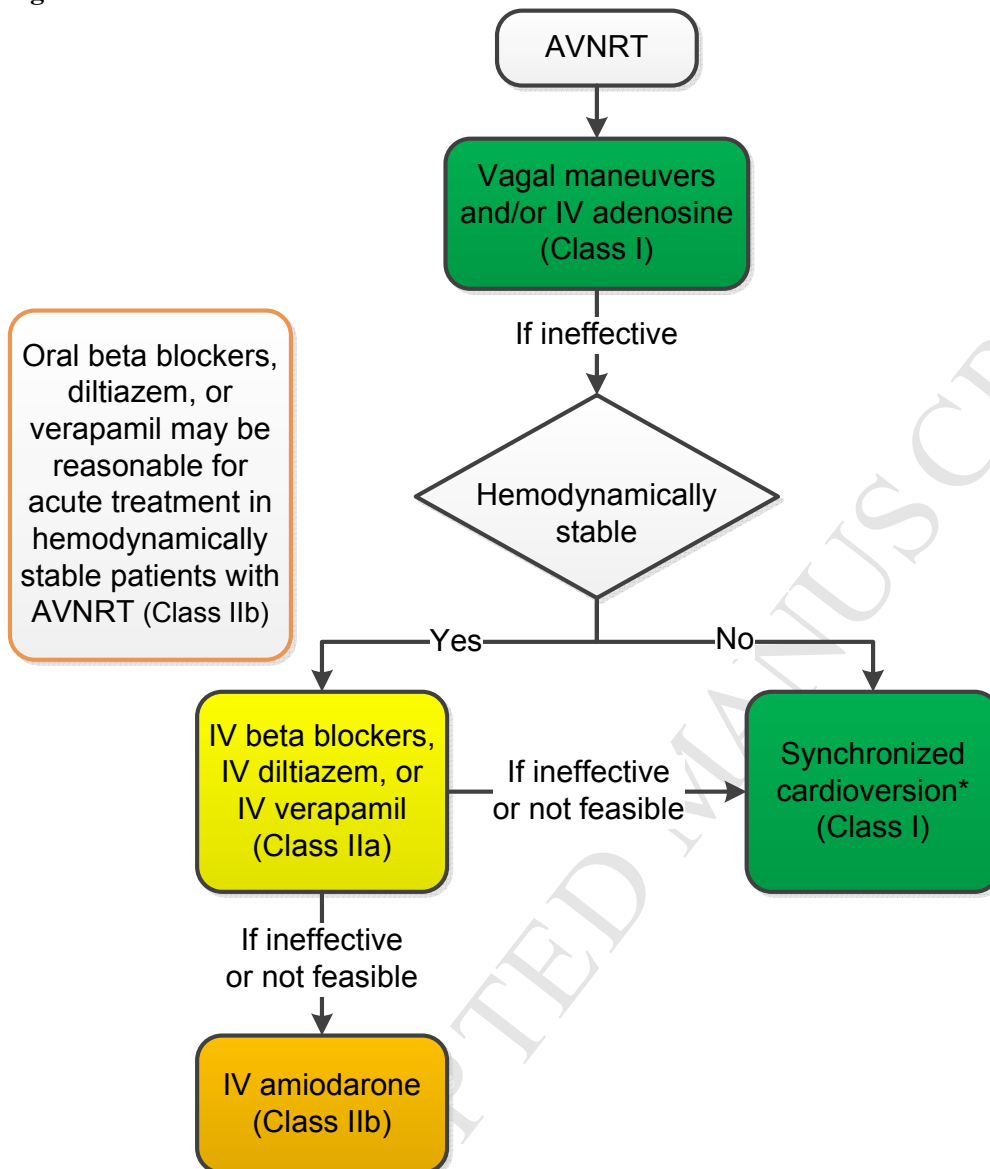 AVNRT
Vagal maneuvers
and/or IV adenosine
(Class I)
If ineffective
Oral beta blockers,
diltiazem, or
verapamil may be
reasonable for
acute treatment in
hemodynamically
stable patients with
AVNRT (Class IIb)
Hemodynamically
stable
Yes
No
IV beta blockers,
IV diltiazem, or
IV verapamil
(Class IIa)
If ineffective
or not feasible
Synchronized
cardioversion*
(Class I)
If ineffective
or not feasible
IV amiodarone
(Class IIb)
PTED MANUSC